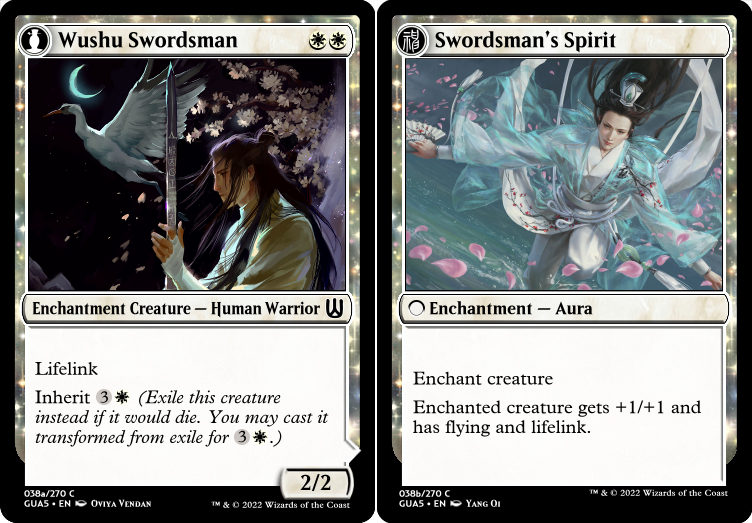 Wushu Swordsman
Enchantment Creature — Human Warrior
Lifelink
Inherit 3 (Exile this creature
instead if it would die. You may cast it
transformed from exile for 3.)
2/2
038a/270 C
GUA5 • EN Oviya Vendan
™ & © 2022 Wizards of the Coast
Swordsman's Spirit
Enchantment — Aura
Enchant creature
Enchanted creature gets +1/+1 and
has flying and lifelink.
038b/270 C
GUA5 • EN Yang Qi
™ & © 2022 Wizards of the Coast